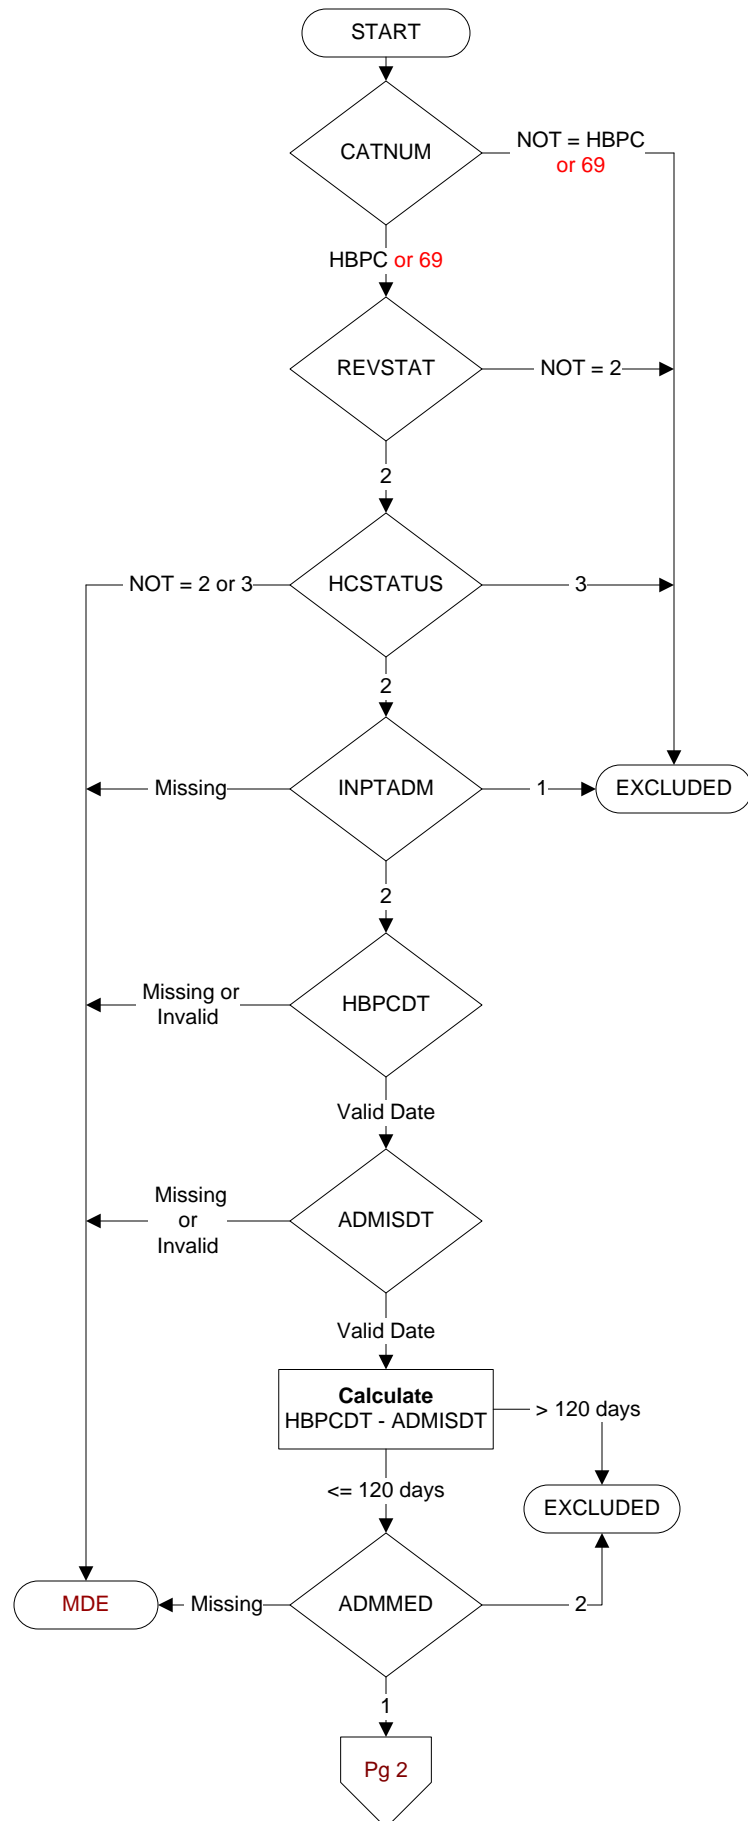 START
CATNUM
NOT = HBPC
or 69
HBPC or 69
REVSTAT
NOT = 2
2
NOT = 2 or 3
HCSTATUS
3
2
Missing
INPTADM
1
EXCLUDED
2
Missing or
Invalid
HBPCDT
Valid Date
Missing
or
Invalid
ADMISDT
Valid Date
Calculate
HBPCDT - ADMISDT
> 120 days
<= 120 days
EXCLUDED
MDE
Missing
ADMMED
2
1
Pg 2